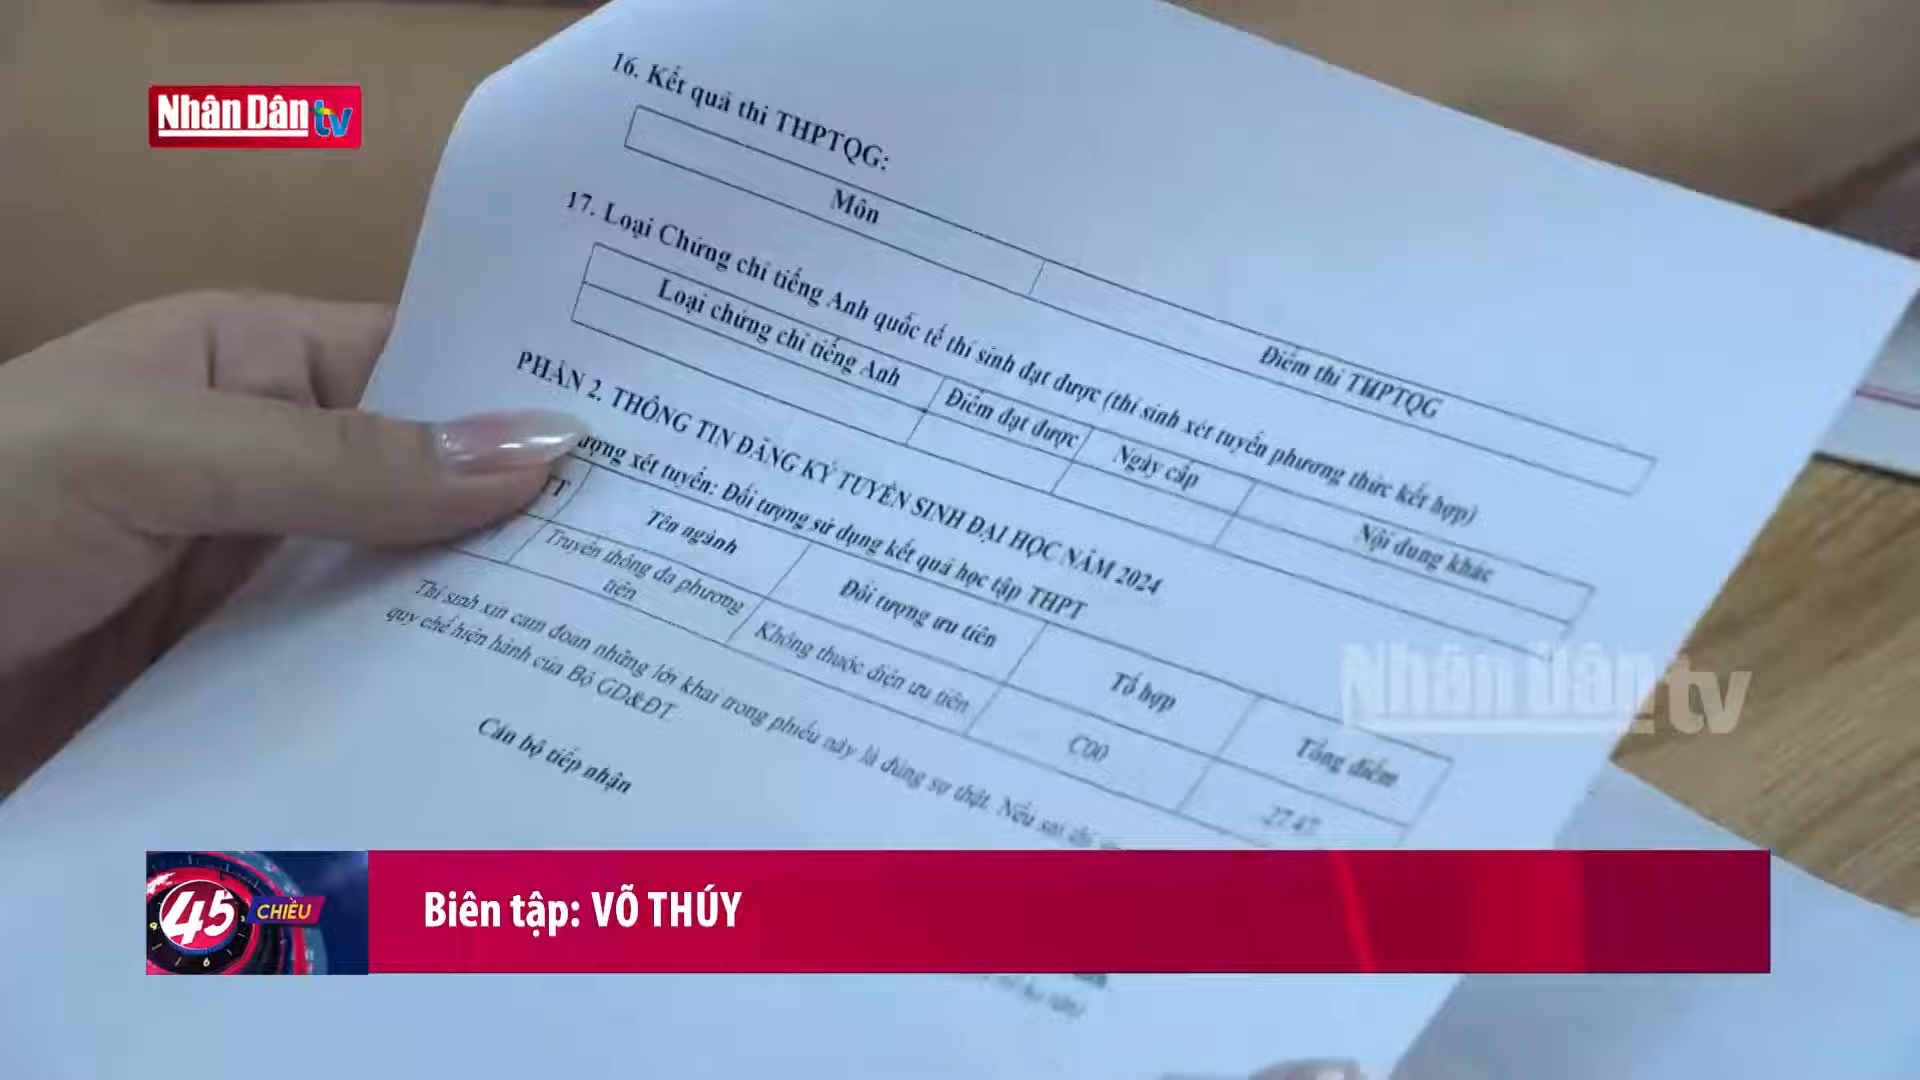 Nhân Dân tv
16. Kết quả thi THPTQG:
Môn
Điểm thi THPTQG
17. Loại Chứng chỉ tiếng Anh quốc tế thí sinh đạt được (thí sinh xét tuyển phương thức kết hợp)
Loại chứng chỉ tiếng Anh
Điểm đạt được
Ngày cấp
Nội dung khác
PHẦN 2. THÔNG TIN ĐĂNG KÝ TUYỂN SINH ĐẠI HỌC NĂM 2024
tượng xét tuyển: Đối tượng sử dụng kết quả học tập THPT
TT
Tên ngành
Đối tượng ưu tiên
Tổ hợp
Tổng điểm
Truyền thông đa phương
tiện
Không thuộc diện ưu tiên
C00
27.47
Thí sinh xin cam đoan những lời khai trong phiếu này là đúng sự thật. Nếu sai
quy chế hiện hành của Bộ GD&ĐT.
Cán bộ tiếp nhận
Nhân Dân tv
45 CHIỀU
Biên tập: VÕ THÚY